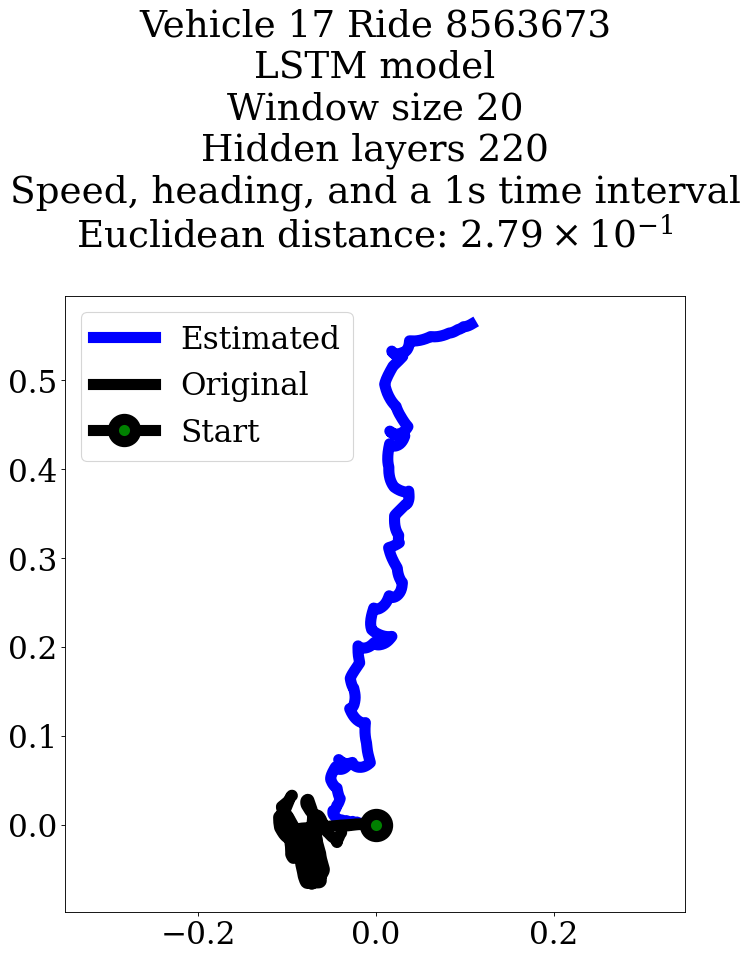 Vehicle 17 Ride 8563673
LSTM model
Window size 20
Hidden layers 220
Speed, heading, and a 1s time interval
Euclidean distance: 2.79 × 10⁻¹
Estimated
Original
Start
0.5
0.4
0.3
0.2
0.1
0.0
−0.2 0.0 0.2